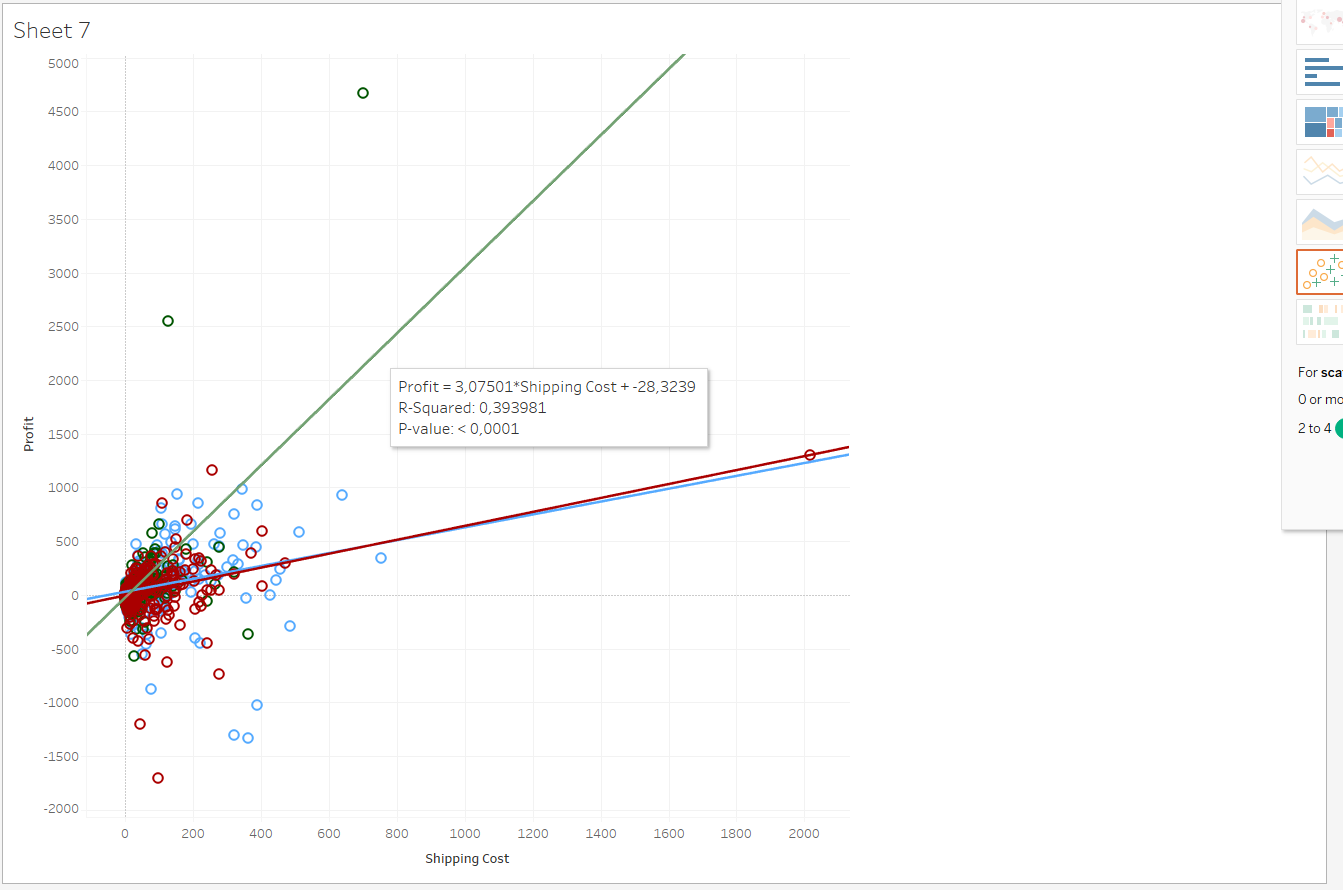 Sheet 7
5000
4500
4000
3500
3000
2500
2000
1500
1000
500
0
-500
-1000
-1500
-2000
Profit
Profit = 3,07501*Shipping Cost + -28,3239
R-Squared: 0,393981
P-value: < 0,0001
0 200 400 600 800 1000 1200 1400 1600 1800 2000
Shipping Cost
For sca
0 or mo
2 to 4